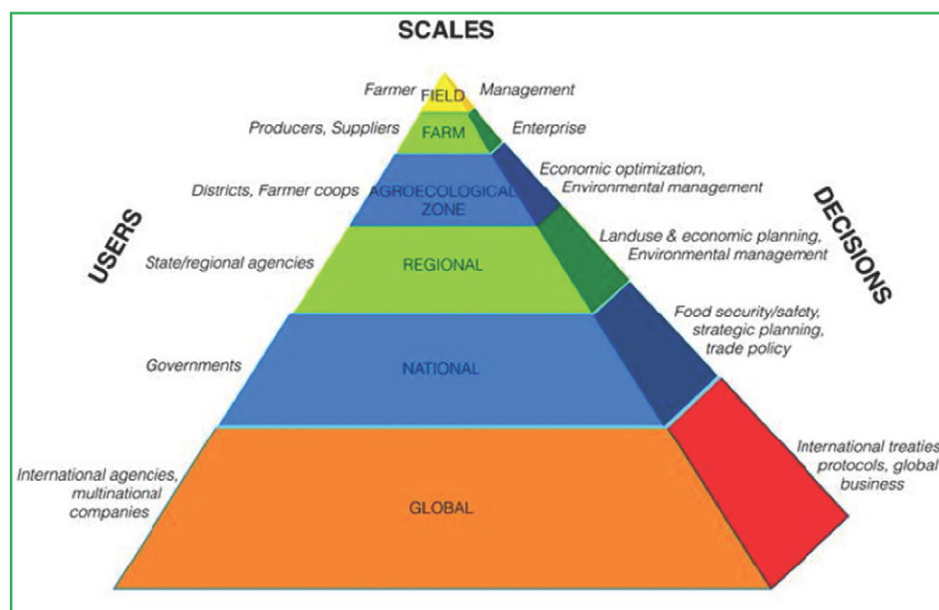 SCALES
Farmer
FIELD
Management
Producers, Suppliers
FARM
Enterprise
Districts, Farmer coops
AGROECOLOGICAL
ZONE
Economic optimization,
Environmental management
USERS
DECISIONS
State/regional agencies
REGIONAL
Landuse & economic planning,
Environmental management
Governments
NATIONAL
Food security/safety,
strategic planning,
trade policy
International agencies,
multinational
companies
GLOBAL
International treaties
protocols, global
business